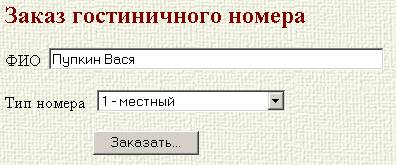 Заказ гостиничного номера
ФИО Пупкин Вася
Тип номера 1 - местный
Заказать...